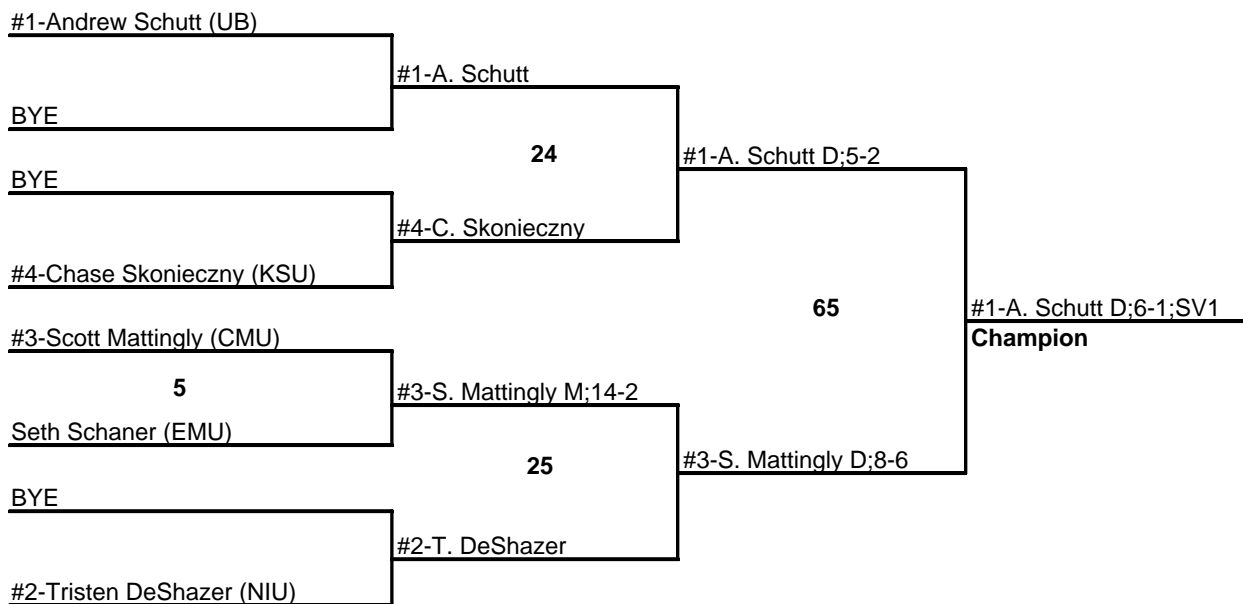 #1-Andrew Schutt (UB)
#1-A. Schutt
BYE
24
#1-A. Schutt D;5-2
BYE
#4-C. Skonieczny
#4-Chase Skonieczny (KSU)
65
#1-A. Schutt D;6-1;SV1
Champion
#3-Scott Mattingly (CMU)
5
#3-S. Mattingly M;14-2
Seth Schaner (EMU)
25
#3-S. Mattingly D;8-6
BYE
#2-T. DeShazer
#2-Tristen DeShazer (NIU)